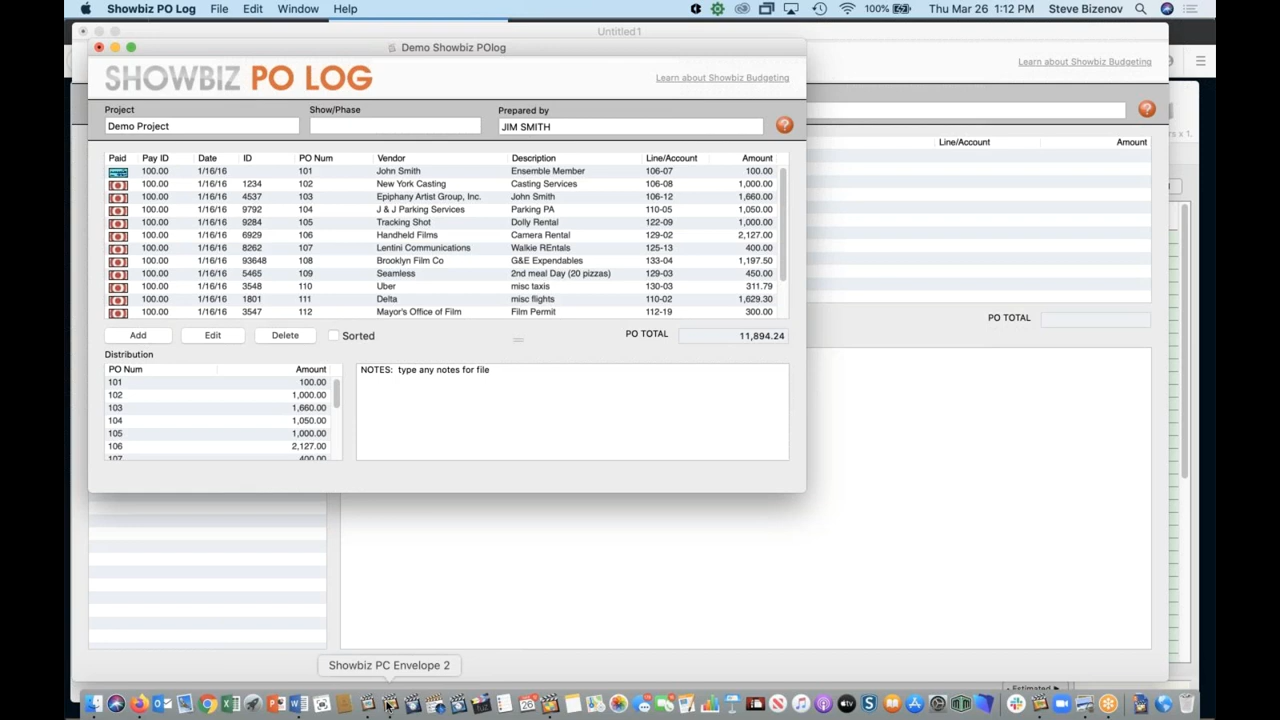 Showbiz PO Log File Edit Window Help 100% Thu Mar 26 1:12 PM Steve Bizenov
Untitled1
Demo Showbiz POlog
Learn about Showbiz Budgeting
SHOWBIZ PO LOG
Learn about Showbiz Budgeting
Project Show/Phase Prepared by
Demo Project JIM SMITH ?
?
rs x 1.
Line/Account Amount
Paid Pay ID Date ID PO Num Vendor Description Line/Account Amount
100.00 1/16/16 101 John Smith Ensemble Member 106-07 100.00
100.00 1/16/16 1234 102 New York Casting Casting Services 106-08 1,000.00
100.00 1/16/16 4537 103 Epiphany Artist Group, Inc. John Smith 106-12 1,660.00
100.00 1/16/16 9792 104 J & J Parking Services Parking PA 110-05 1,050.00
100.00 1/16/16 9284 105 Tracking Shot Dolly Rental 122-09 1,000.00
100.00 1/16/16 6929 106 Handheld Films Camera Rental 129-02 2,127.00
100.00 1/16/16 8262 107 Lentini Communications Walkie REntals 125-13 400.00
100.00 1/16/16 93648 108 Brooklyn Film Co G&E Expendables 133-04 1,197.50
100.00 1/16/16 5465 109 Seamless 2nd meal Day (20 pizzas) 129-03 450.00
100.00 1/16/16 3548 110 Uber misc taxis 130-03 311.79
100.00 1/16/16 1801 111 Delta misc flights 110-02 1,629.30
100.00 1/16/16 3547 112 Mayor's Office of Film Film Permit 112-19 300.00
PO TOTAL
Add Edit Delete Sorted PO TOTAL 11,894.24
Distribution
PO Num Amount
NOTES: type any notes for file
101 100.00
102 1,000.00
103 1,660.00
104 1,050.00
105 1,000.00
106 2,127.00
107 400.00
Showbiz PC Envelope 2
Estimated